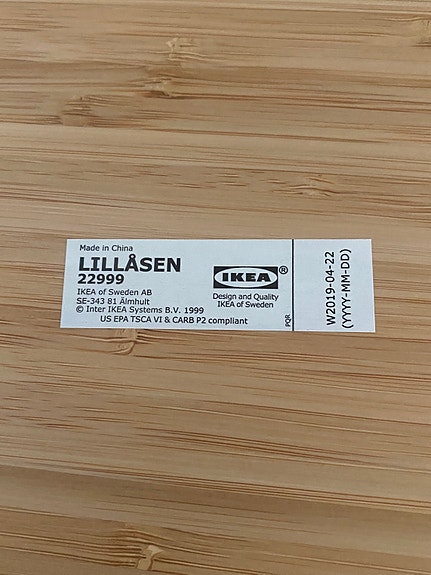 Made in China
LILLÅSEN
22999
IKEA of Sweden AB
SE-343 81 Älmhult
© Inter IKEA Systems B.V. 1999
US EPA TSCA VI & CARB P2 compliant
IKEA®
Design and Quality
IKEA of Sweden
PQR
W2019-04-22
(YYYY-MM-DD)